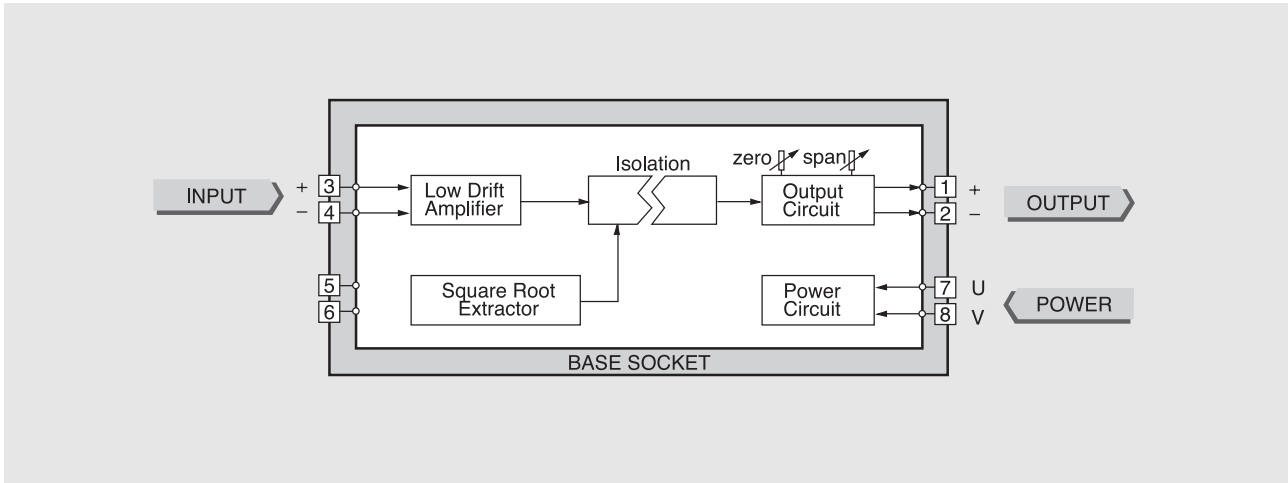 Isolation
zero
span
INPUT
+ 3
− 4
Low Drift
Amplifier
Output
Circuit
1 +
2 −
OUTPUT
5
6
Square Root
Extractor
Power
Circuit
7 U
8 V
POWER
BASE SOCKET